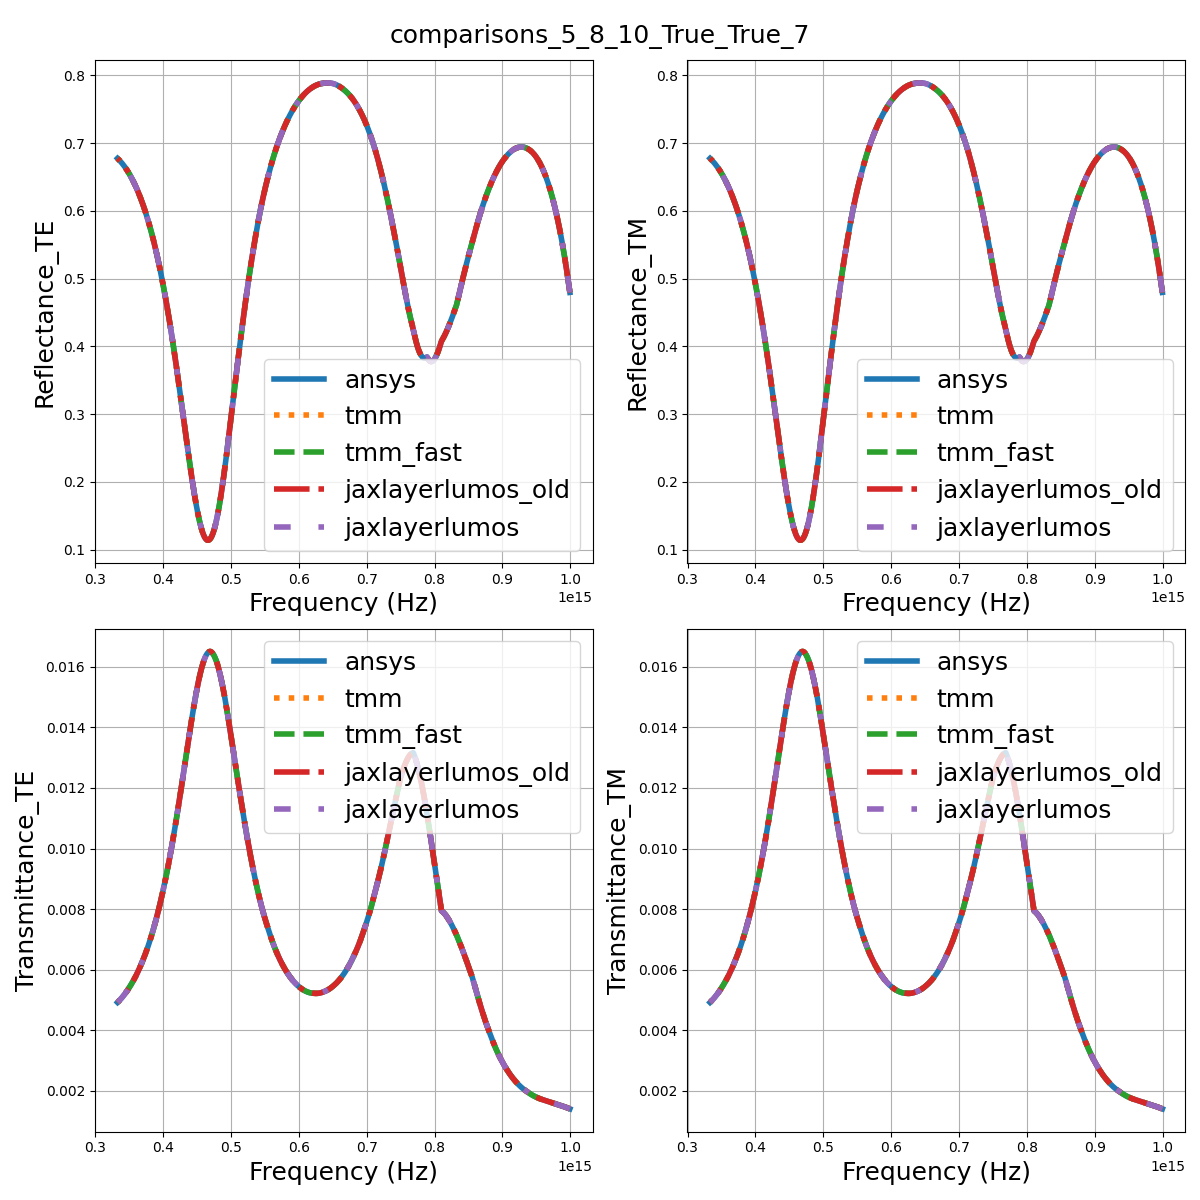 comparisons_5_8_10_True_True_7
Reflectance_TE
0.8
0.7
0.6
0.5
0.4
0.3
0.2
0.1
ansys
tmm
tmm_fast
jaxlayerlumos_old
jaxlayerlumos
0.3 0.4 0.5 0.6 0.7 0.8 0.9 1.0
1e15
Frequency (Hz)
Reflectance_TM
0.8
0.7
0.6
0.5
0.4
0.3
0.2
0.1
ansys
tmm
tmm_fast
jaxlayerlumos_old
jaxlayerlumos
0.3 0.4 0.5 0.6 0.7 0.8 0.9 1.0
1e15
Frequency (Hz)
Transmittance_TE
0.016
0.014
0.012
0.010
0.008
0.006
0.004
0.002
ansys
tmm
tmm_fast
jaxlayerlumos_old
jaxlayerlumos
0.3 0.4 0.5 0.6 0.7 0.8 0.9 1.0
1e15
Frequency (Hz)
Transmittance_TM
0.016
0.014
0.012
0.010
0.008
0.006
0.004
0.002
ansys
tmm
tmm_fast
jaxlayerlumos_old
jaxlayerlumos
0.3 0.4 0.5 0.6 0.7 0.8 0.9 1.0
1e15
Frequency (Hz)